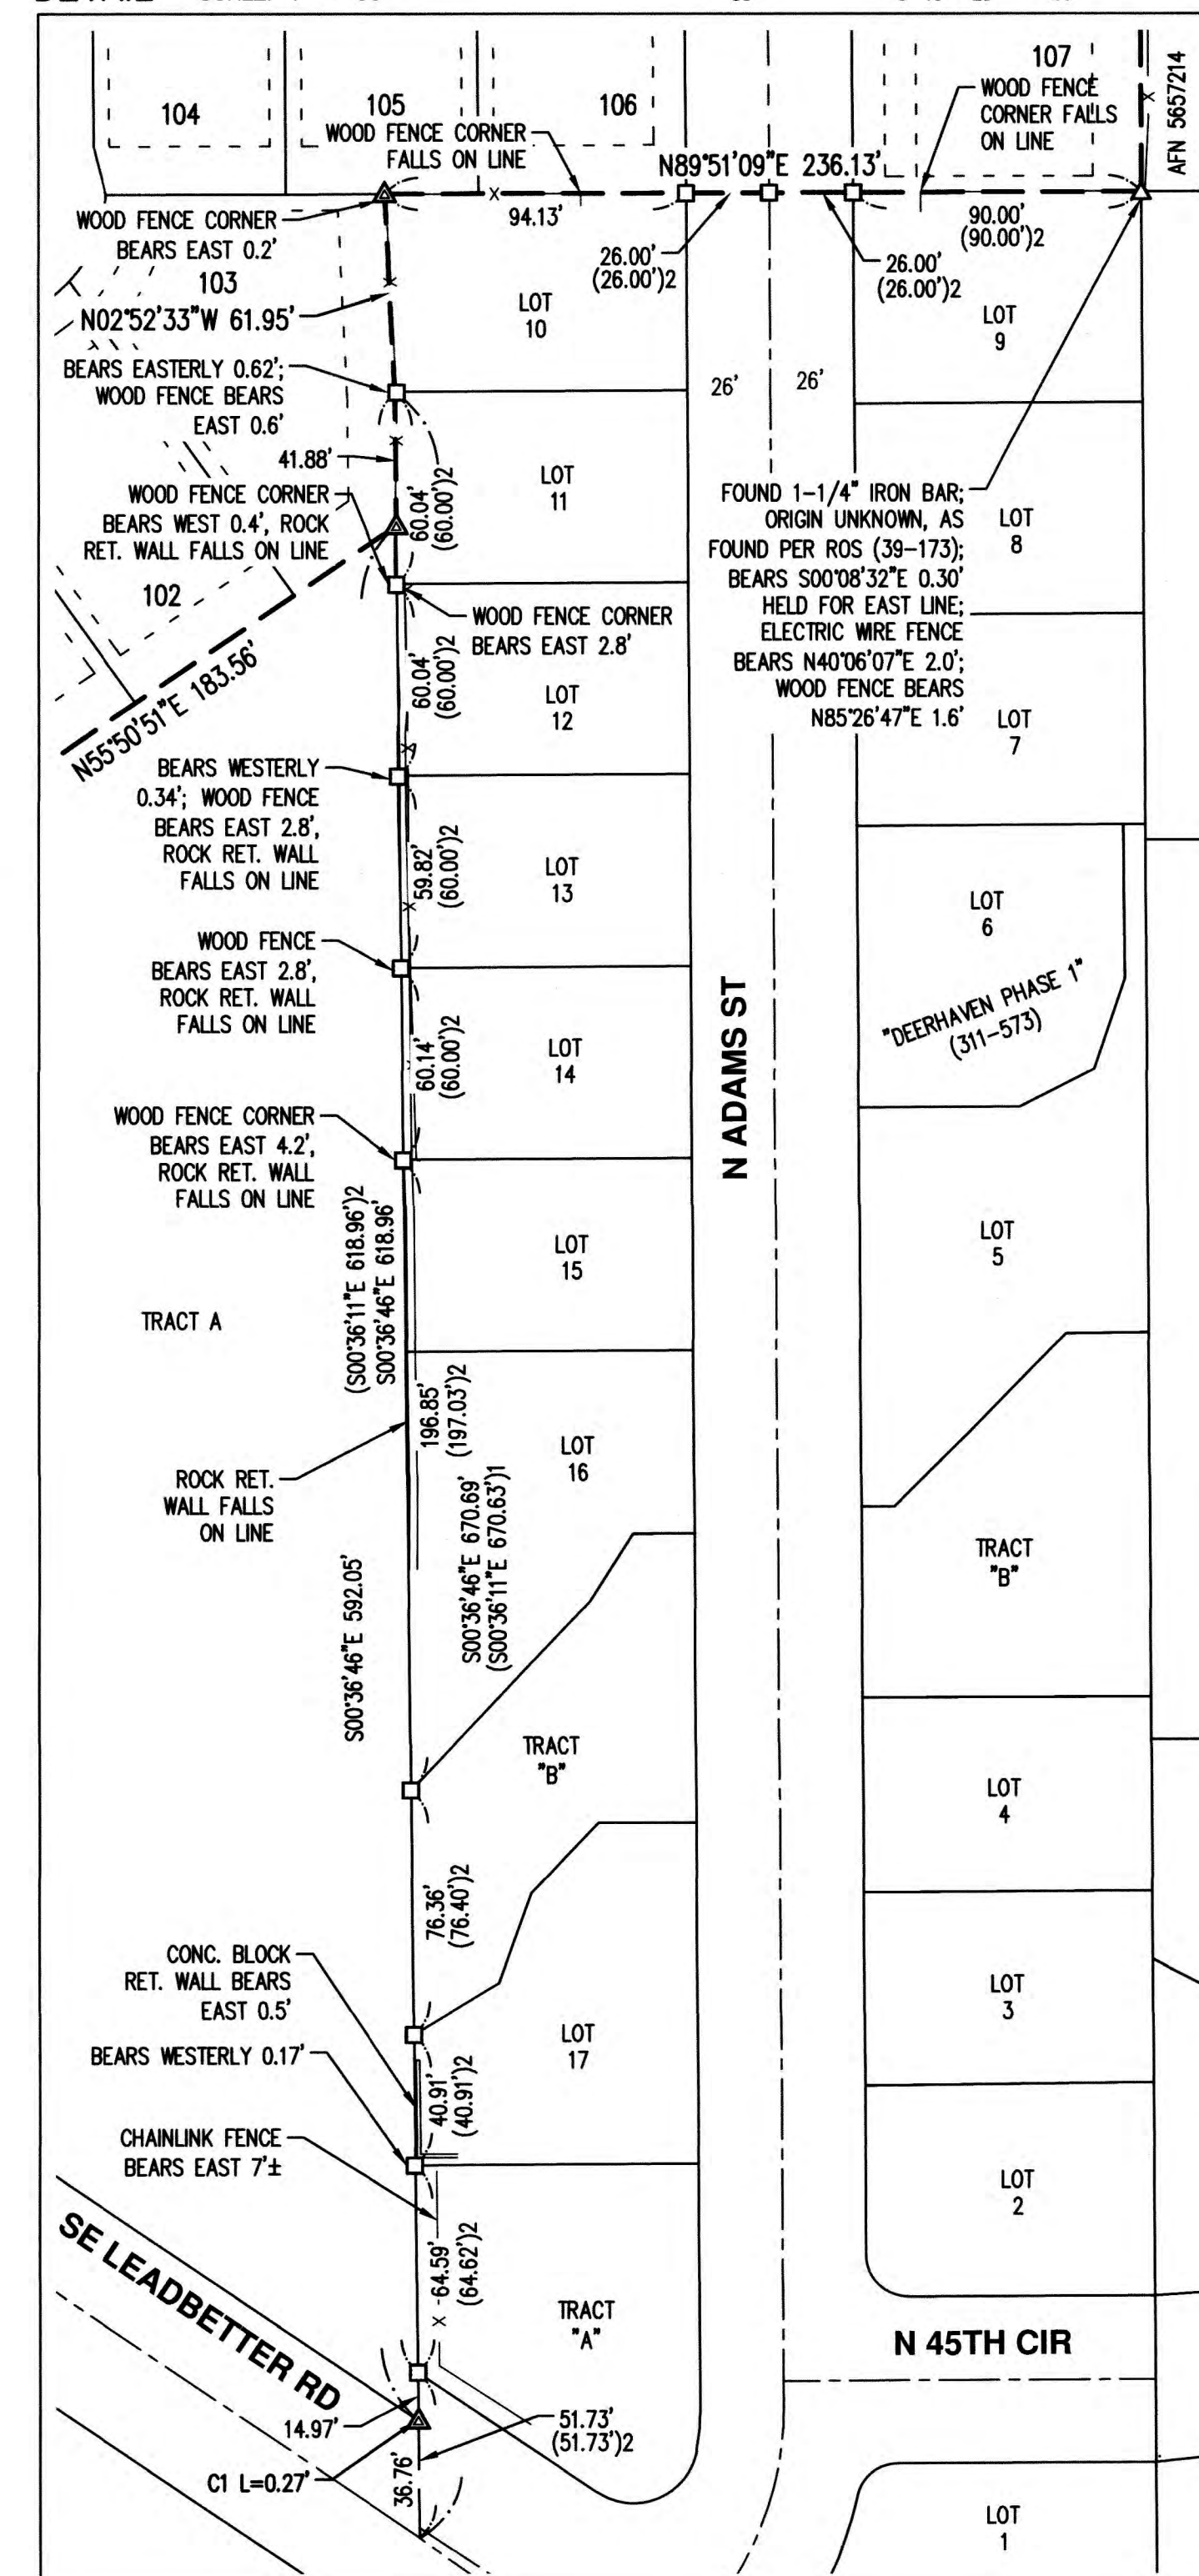 104
105
106
107
AFN 5657214
WOOD FENCE
CORNER FALLS
ON LINE
WOOD FENCE CORNER
FALLS ON LINE
N89°51'09"E 236.13'
WOOD FENCE CORNER
BEARS EAST 0.2'
94.13'
26.00'
(26.00')2
26.00'
(26.00')2
90.00'
(90.00')2
103
N02°52'33"W 61.95'
LOT
10
LOT
9
BEARS EASTERLY 0.62';
WOOD FENCE BEARS
EAST 0.6'
26'
26'
41.88'
60.04'
(60.00')2
LOT
11
WOOD FENCE CORNER
BEARS WEST 0.4', ROCK
RET. WALL FALLS ON LINE
FOUND 1-1/4" IRON BAR;
ORIGIN UNKNOWN, AS
FOUND PER ROS (39-173);
BEARS S00°08'32"E 0.30'
HELD FOR EAST LINE;
ELECTRIC WIRE FENCE
BEARS N40°06'07"E 2.0';
WOOD FENCE BEARS
N85°26'47"E 1.6'
LOT
8
102
WOOD FENCE CORNER
BEARS EAST 2.8'
N55°50'51"E 183.56'
60.04'
(60.00')2
LOT
12
LOT
7
BEARS WESTERLY
0.34'; WOOD FENCE
BEARS EAST 2.8',
ROCK RET. WALL
FALLS ON LINE
59.82'
(60.00')2
LOT
13
LOT
6
WOOD FENCE
BEARS EAST 2.8',
ROCK RET. WALL
FALLS ON LINE
"DEERHAVEN PHASE 1"
(311-573)
60.14'
(60.00')2
LOT
14
N ADAMS ST
WOOD FENCE CORNER
BEARS EAST 4.2',
ROCK RET. WALL
FALLS ON LINE
(S00°36'11"E 618.96')2
S00°36'46"E 618.96'
LOT
15
LOT
5
TRACT A
196.85'
(197.03')2
LOT
16
ROCK RET.
WALL FALLS
ON LINE
S00°36'46"E 670.69'
(S00°36'11"E 670.63')1
S00°36'46"E 592.05'
TRACT
"B"
TRACT
"B"
LOT
4
76.36'
(76.40')2
CONC. BLOCK
RET. WALL BEARS
EAST 0.5'
LOT
3
BEARS WESTERLY 0.17'
40.91'
(40.91')2
LOT
17
CHAINLINK FENCE
BEARS EAST 7'±
LOT
2
SE LEADBETTER RD
64.59'
(64.62')2
TRACT
"A"
N 45TH CIR
14.97'
51.73'
(51.73')2
C1 L=0.27'
36.76'
LOT
1